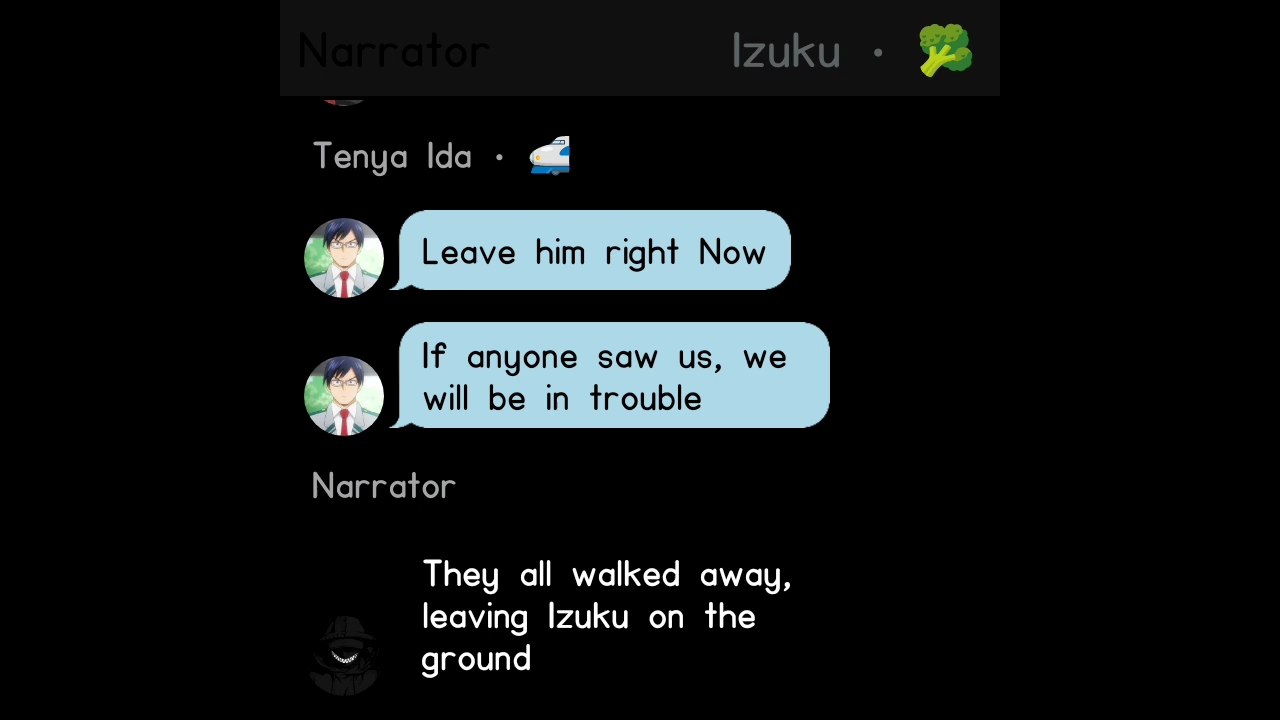 Narrator
Izuku • 🥦
Tenya Ida • 🚅
Leave him right Now
If anyone saw us, we
will be in trouble
Narrator
They all walked away,
leaving Izuku on the
ground